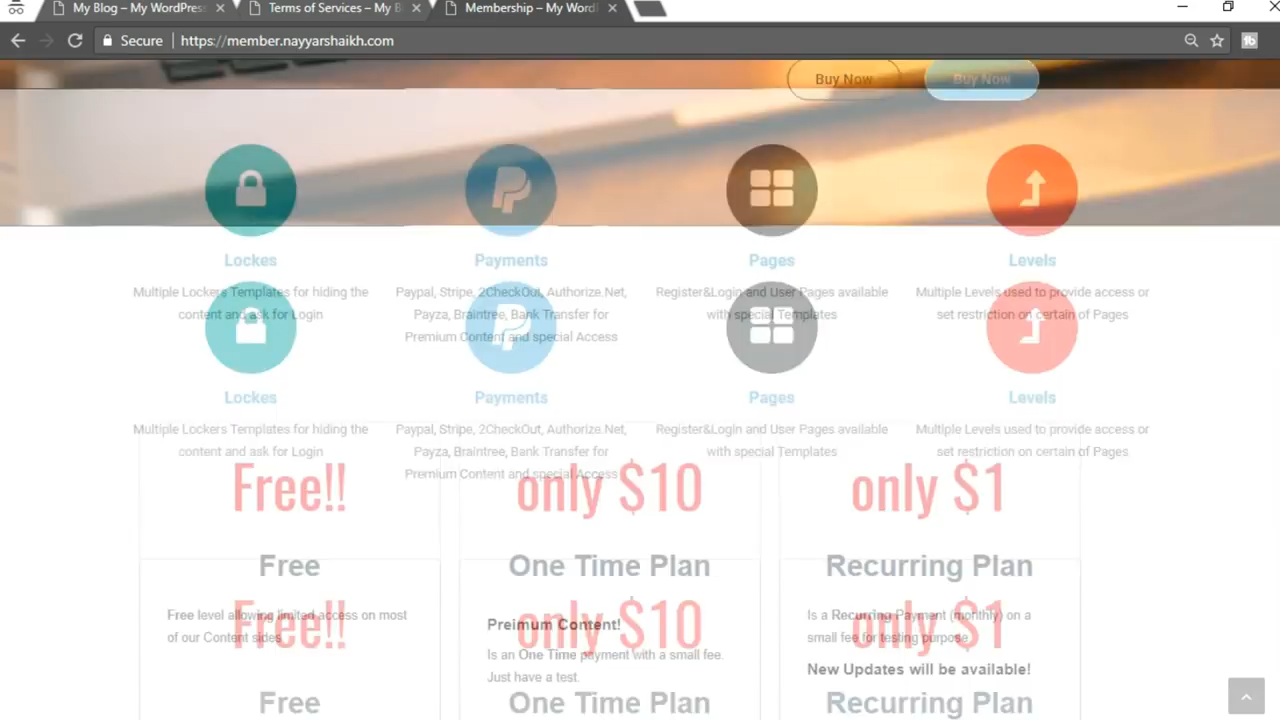 My Blog – My WordPres
Terms of Services – My B
Membership – My Word
Secure
https://member.nayyarshaikh.com
Buy Now
Buy Now
Lockes
Payments
Pages
Levels
Multiple Lockers Templates for hiding the
content and ask for Login
Paypal, Stripe, 2CheckOut, Authorize.Net,
Payza, Braintree, Bank Transfer for
Premium Content and special Access
Register&Login and User Pages available
with special Templates
Multiple Levels used to provide access or
set restriction on certain of Pages
Lockes
Payments
Pages
Levels
Multiple Lockers Templates for hiding the
content and ask for Login
Paypal, Stripe, 2CheckOut, Authorize.Net,
Payza, Braintree, Bank Transfer for
Premium Content and special Access
Register&Login and User Pages available
with special Templates
Multiple Levels used to provide access or
set restriction on certain of Pages
Free!!
only $10
only $1
Free
One Time Plan
Recurring Plan
Free level allowing limited access on most
of our Content sides.
Preimum Content!
Is an One Time payment with a small fee.
Just have a test.
Is a Recurring Payment (monthly) on a
small fee for testing purpose.
New Updates will be available!
Free!!
only $10
only $1
Free
One Time Plan
Recurring Plan